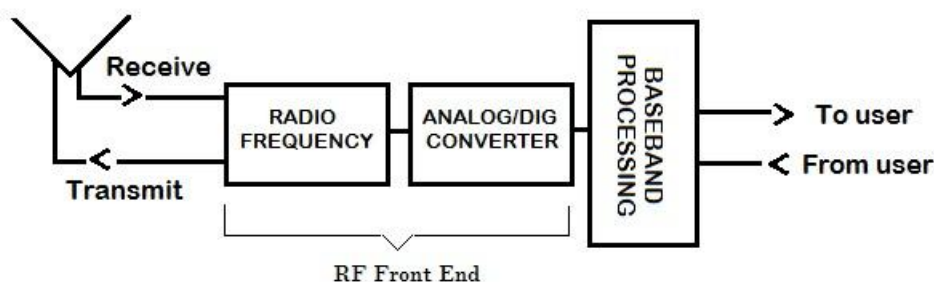 Receive
Transmit
RADIO
FREQUENCY
ANALOG/DIG
CONVERTER
BASEBAND
PROCESSING
To user
From user
RF Front End